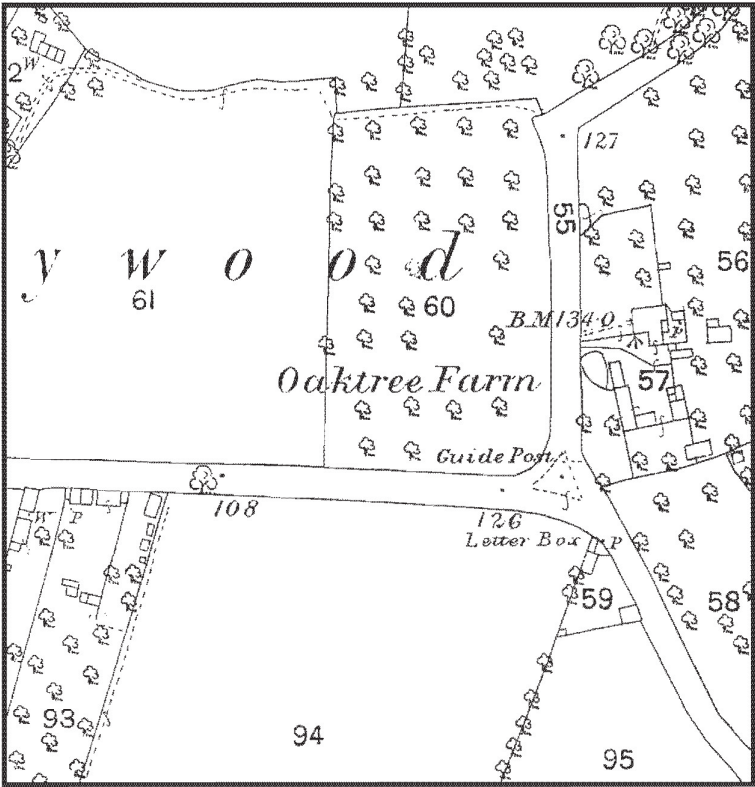 2 W
127
55
y w o o d
56
61
60
B.M.134.0
P
Oaktree Farm
57
Guide Post
108
126
W P
Letter Box P
59
58
93
94
95